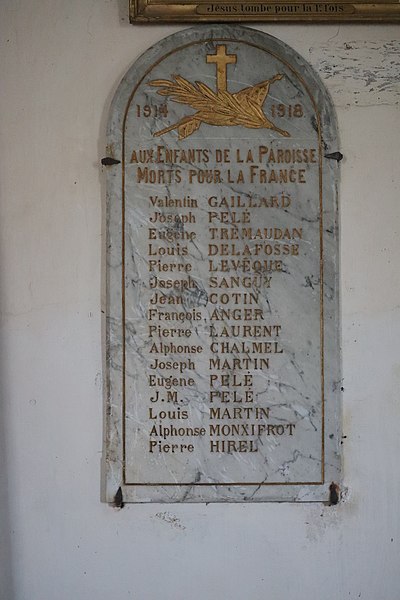 Jésus tombe pour la 1re fois
1914 1918
AUX ENFANTS DE LA PAROISSE
MORTS POUR LA FRANCE
Valentin GAILLARD
Joseph PELÉ
Eugène TREMAUDAN
Louis DELAFOSSE
Pierre LEVÊQUE
Joseph SANGUY
Jean COTIN
François ANGER
Pierre LAURENT
Alphonse CHALMEL
Joseph MARTIN
Eugene PELÉ
J.M. PELÉ
Louis MARTIN
Alphonse MONXIFROT
Pierre HIREL